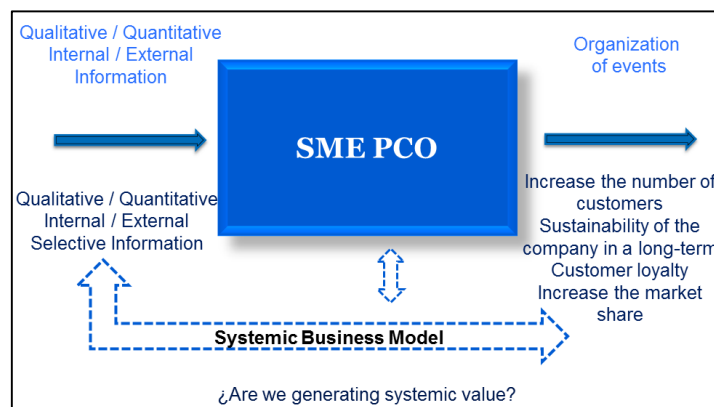 Qualitative / Quantitative
Internal / External
Information
Organization
of events
SME PCO
Qualitative / Quantitative
Internal / External
Selective Information
Increase the number of
customers
Sustainability of the
company in a long-term
Customer loyalty
Increase the market
share
Systemic Business Model
¿Are we generating systemic value?